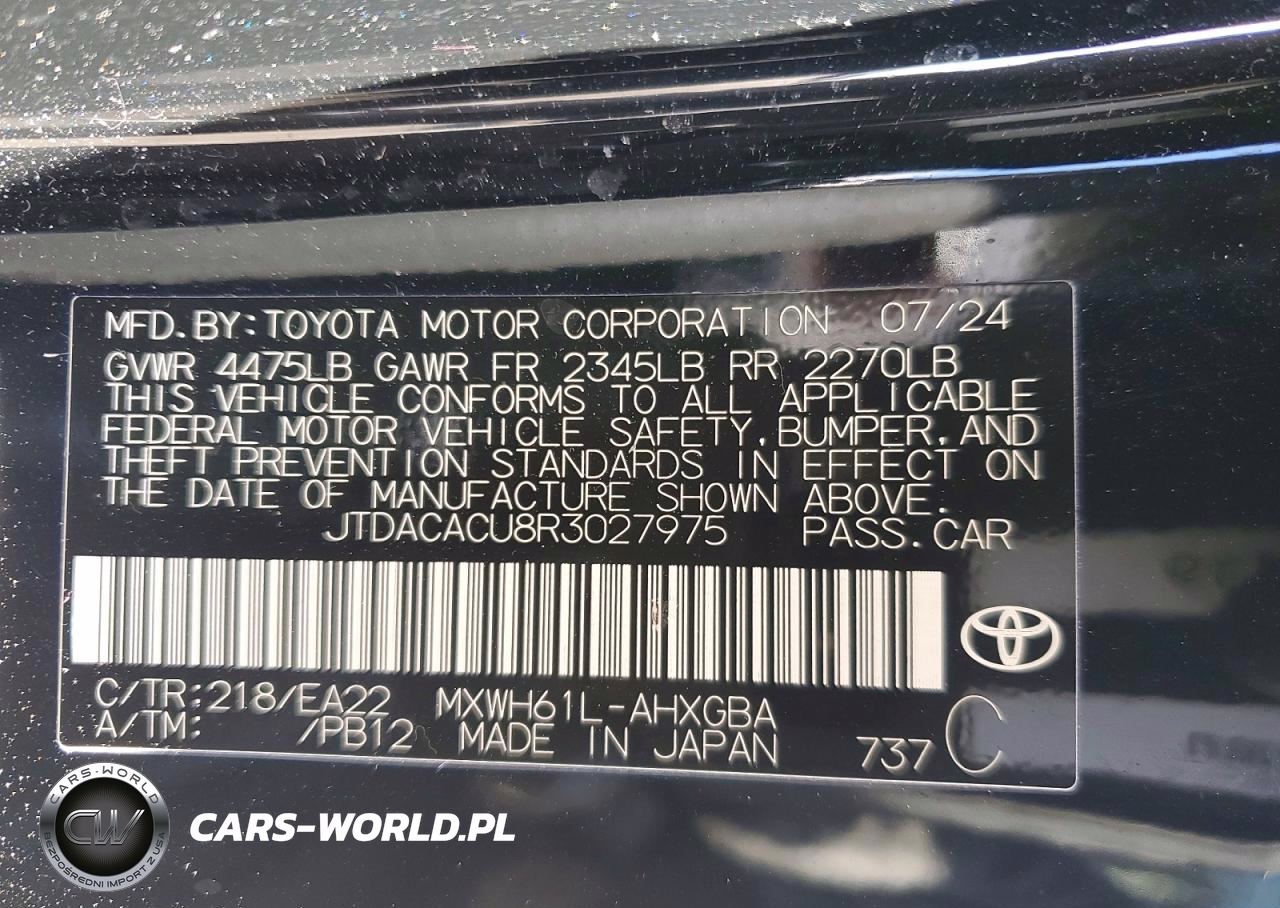 MFD.BY:TOYOTA MOTOR CORPORATION 07/24
GVWR 4475LB GAWR FR 2345LB RR 2270LB
THIS VEHICLE CONFORMS TO ALL APPLICABLE
FEDERAL MOTOR VEHICLE SAFETY,BUMPER,AND
THEFT PREVENTION STANDARDS IN EFFECT ON
THE DATE OF MANUFACTURE SHOWN ABOVE.
JTDACACU8R3027975 PASS.CAR
C/TR:218/EA22 MXWH61L-AHXGBA
A/TM: /PB12 MADE IN JAPAN 737 C
CARS-WORLD
CW
BEZPOŚREDNI IMPORT Z USA
CARS-WORLD.PL